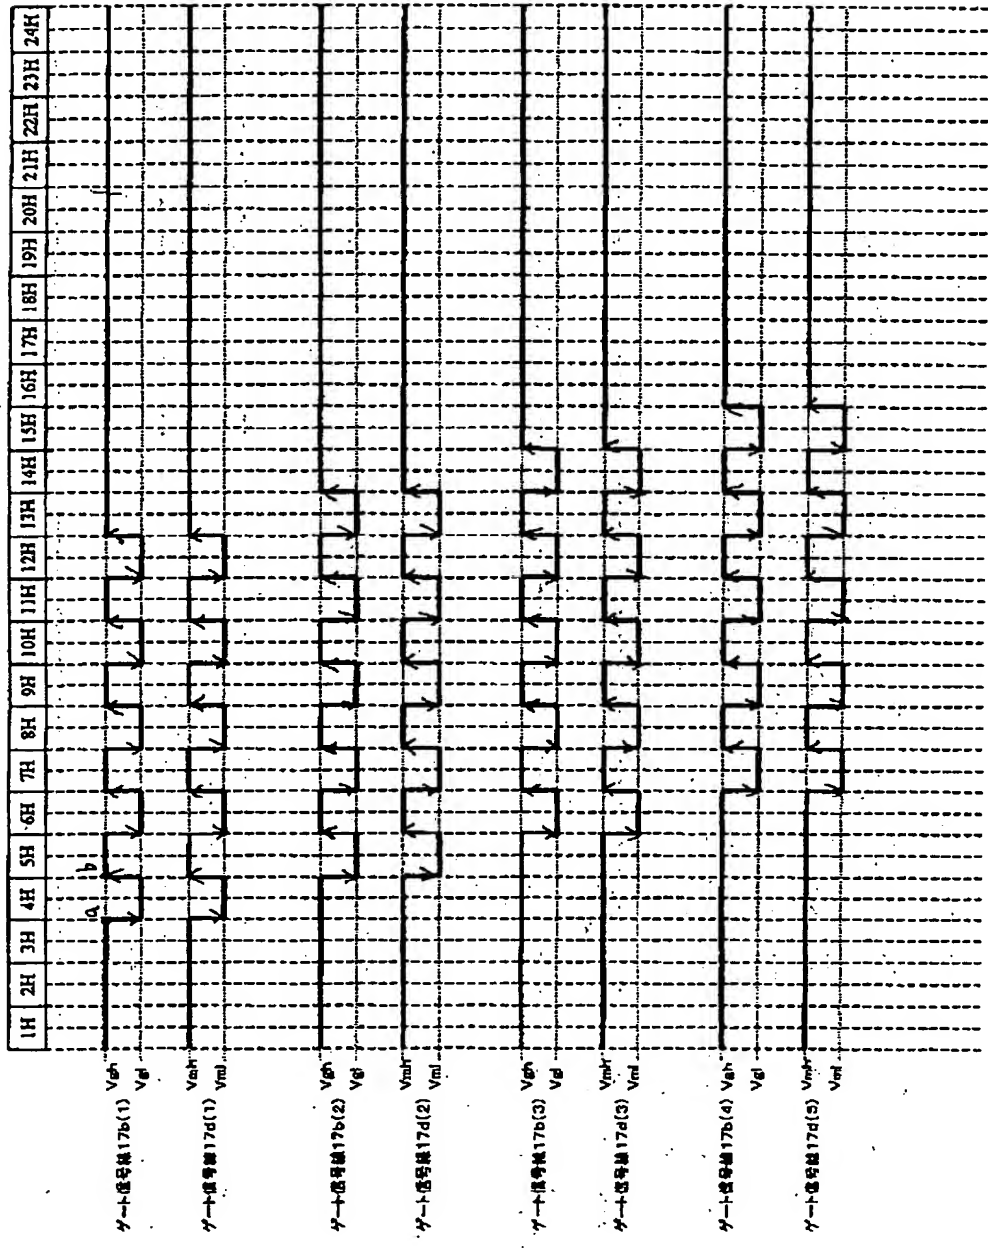 1H 2H 3H 4H 5H 6H 7H 8H 9H 10H 11H 12H 13H 14H 15H 16H 17H 18H 19H 20H 21H 22H 23H 24H
a b
ゲート信号線17b(1) Vgh
Vgl
ゲート信号線17d(1) Vmh
Vml
ゲート信号線17b(2) Vgh
Vgl
ゲート信号線17d(2) Vmh
Vml
ゲート信号線17b(3) Vgh
Vgl
ゲート信号線17d(3) Vmh
Vml
ゲート信号線17b(4) Vgh
Vgl
ゲート信号線17d(5) Vmh
Vml